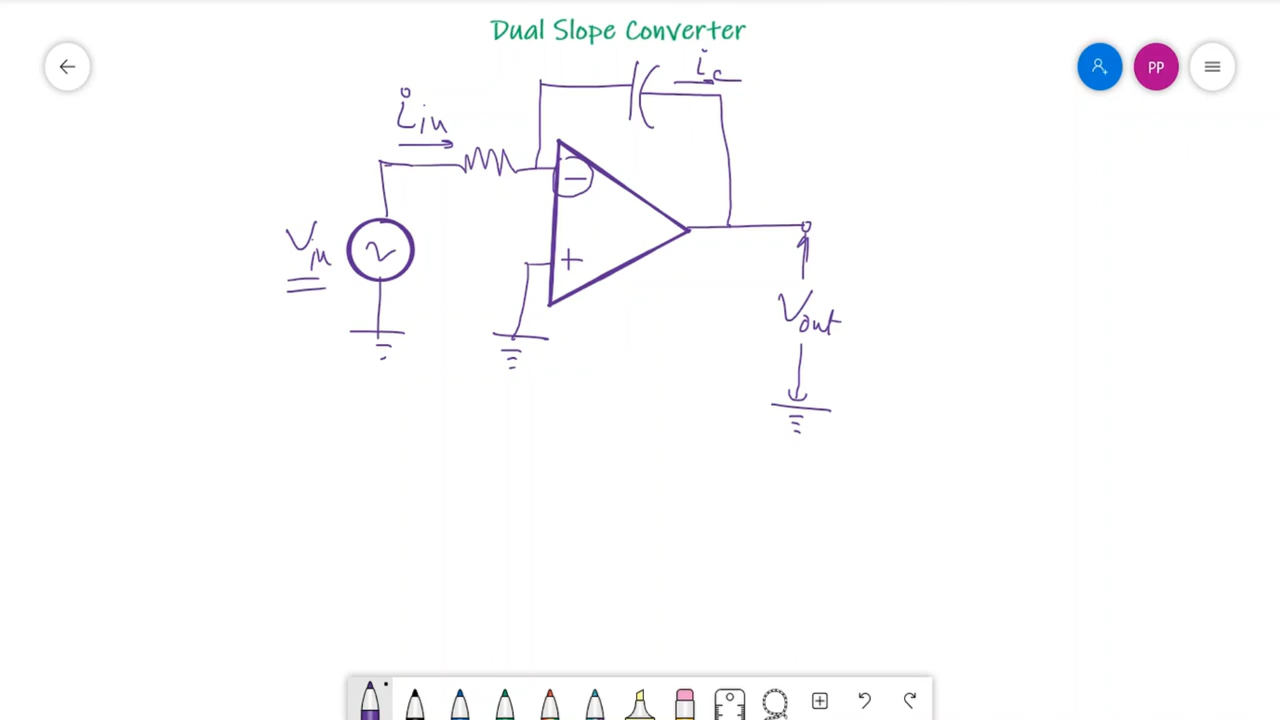 Dual Slope Converter
PP
ic
iin
Vin
−
+
Vout